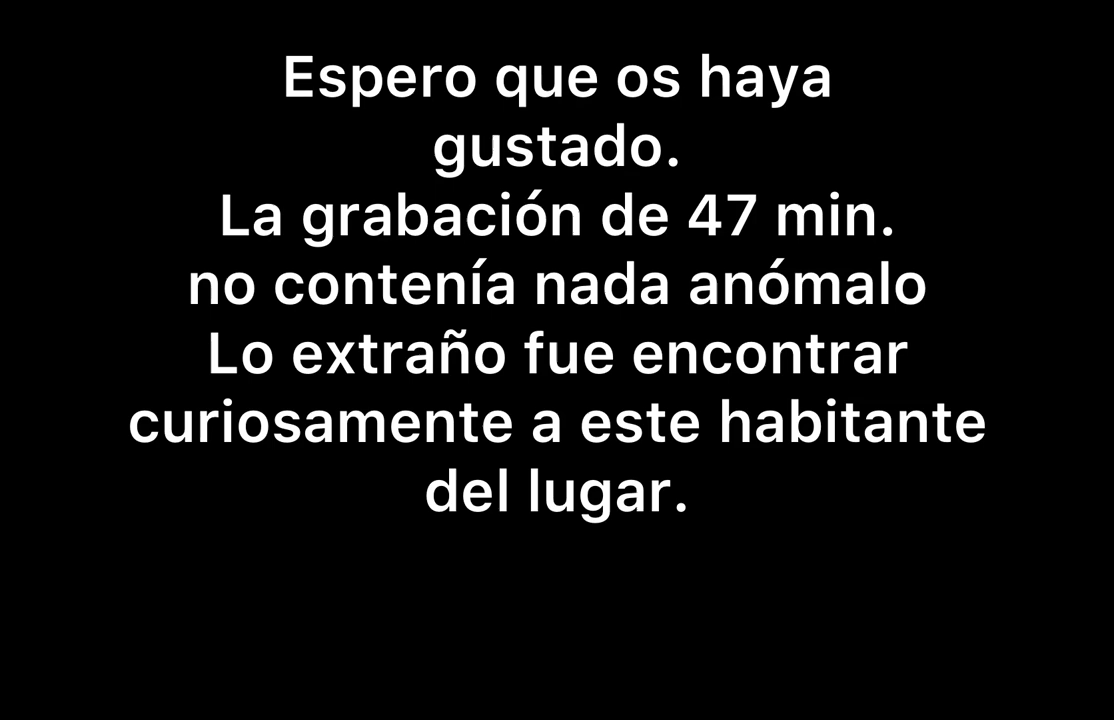 Espero que os haya
gustado.
La grabación de 47 min.
no contenía nada anómalo
Lo extraño fue encontrar
curiosamente a este habitante
del lugar.